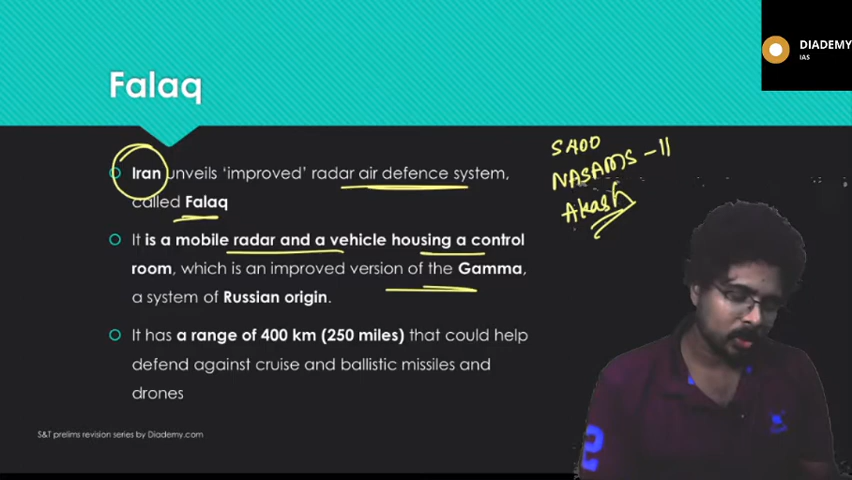 DIADEMY
IAS
Falaq
Iran unveils ‘improved’ radar air defence system,
called Falaq
It is a mobile radar and a vehicle housing a control
room, which is an improved version of the Gamma,
a system of Russian origin.
It has a range of 400 km (250 miles) that could help
defend against cruise and ballistic missiles and
drones
S&T prelims revision series by Diademy.com
NASAMS - II
Akash
2